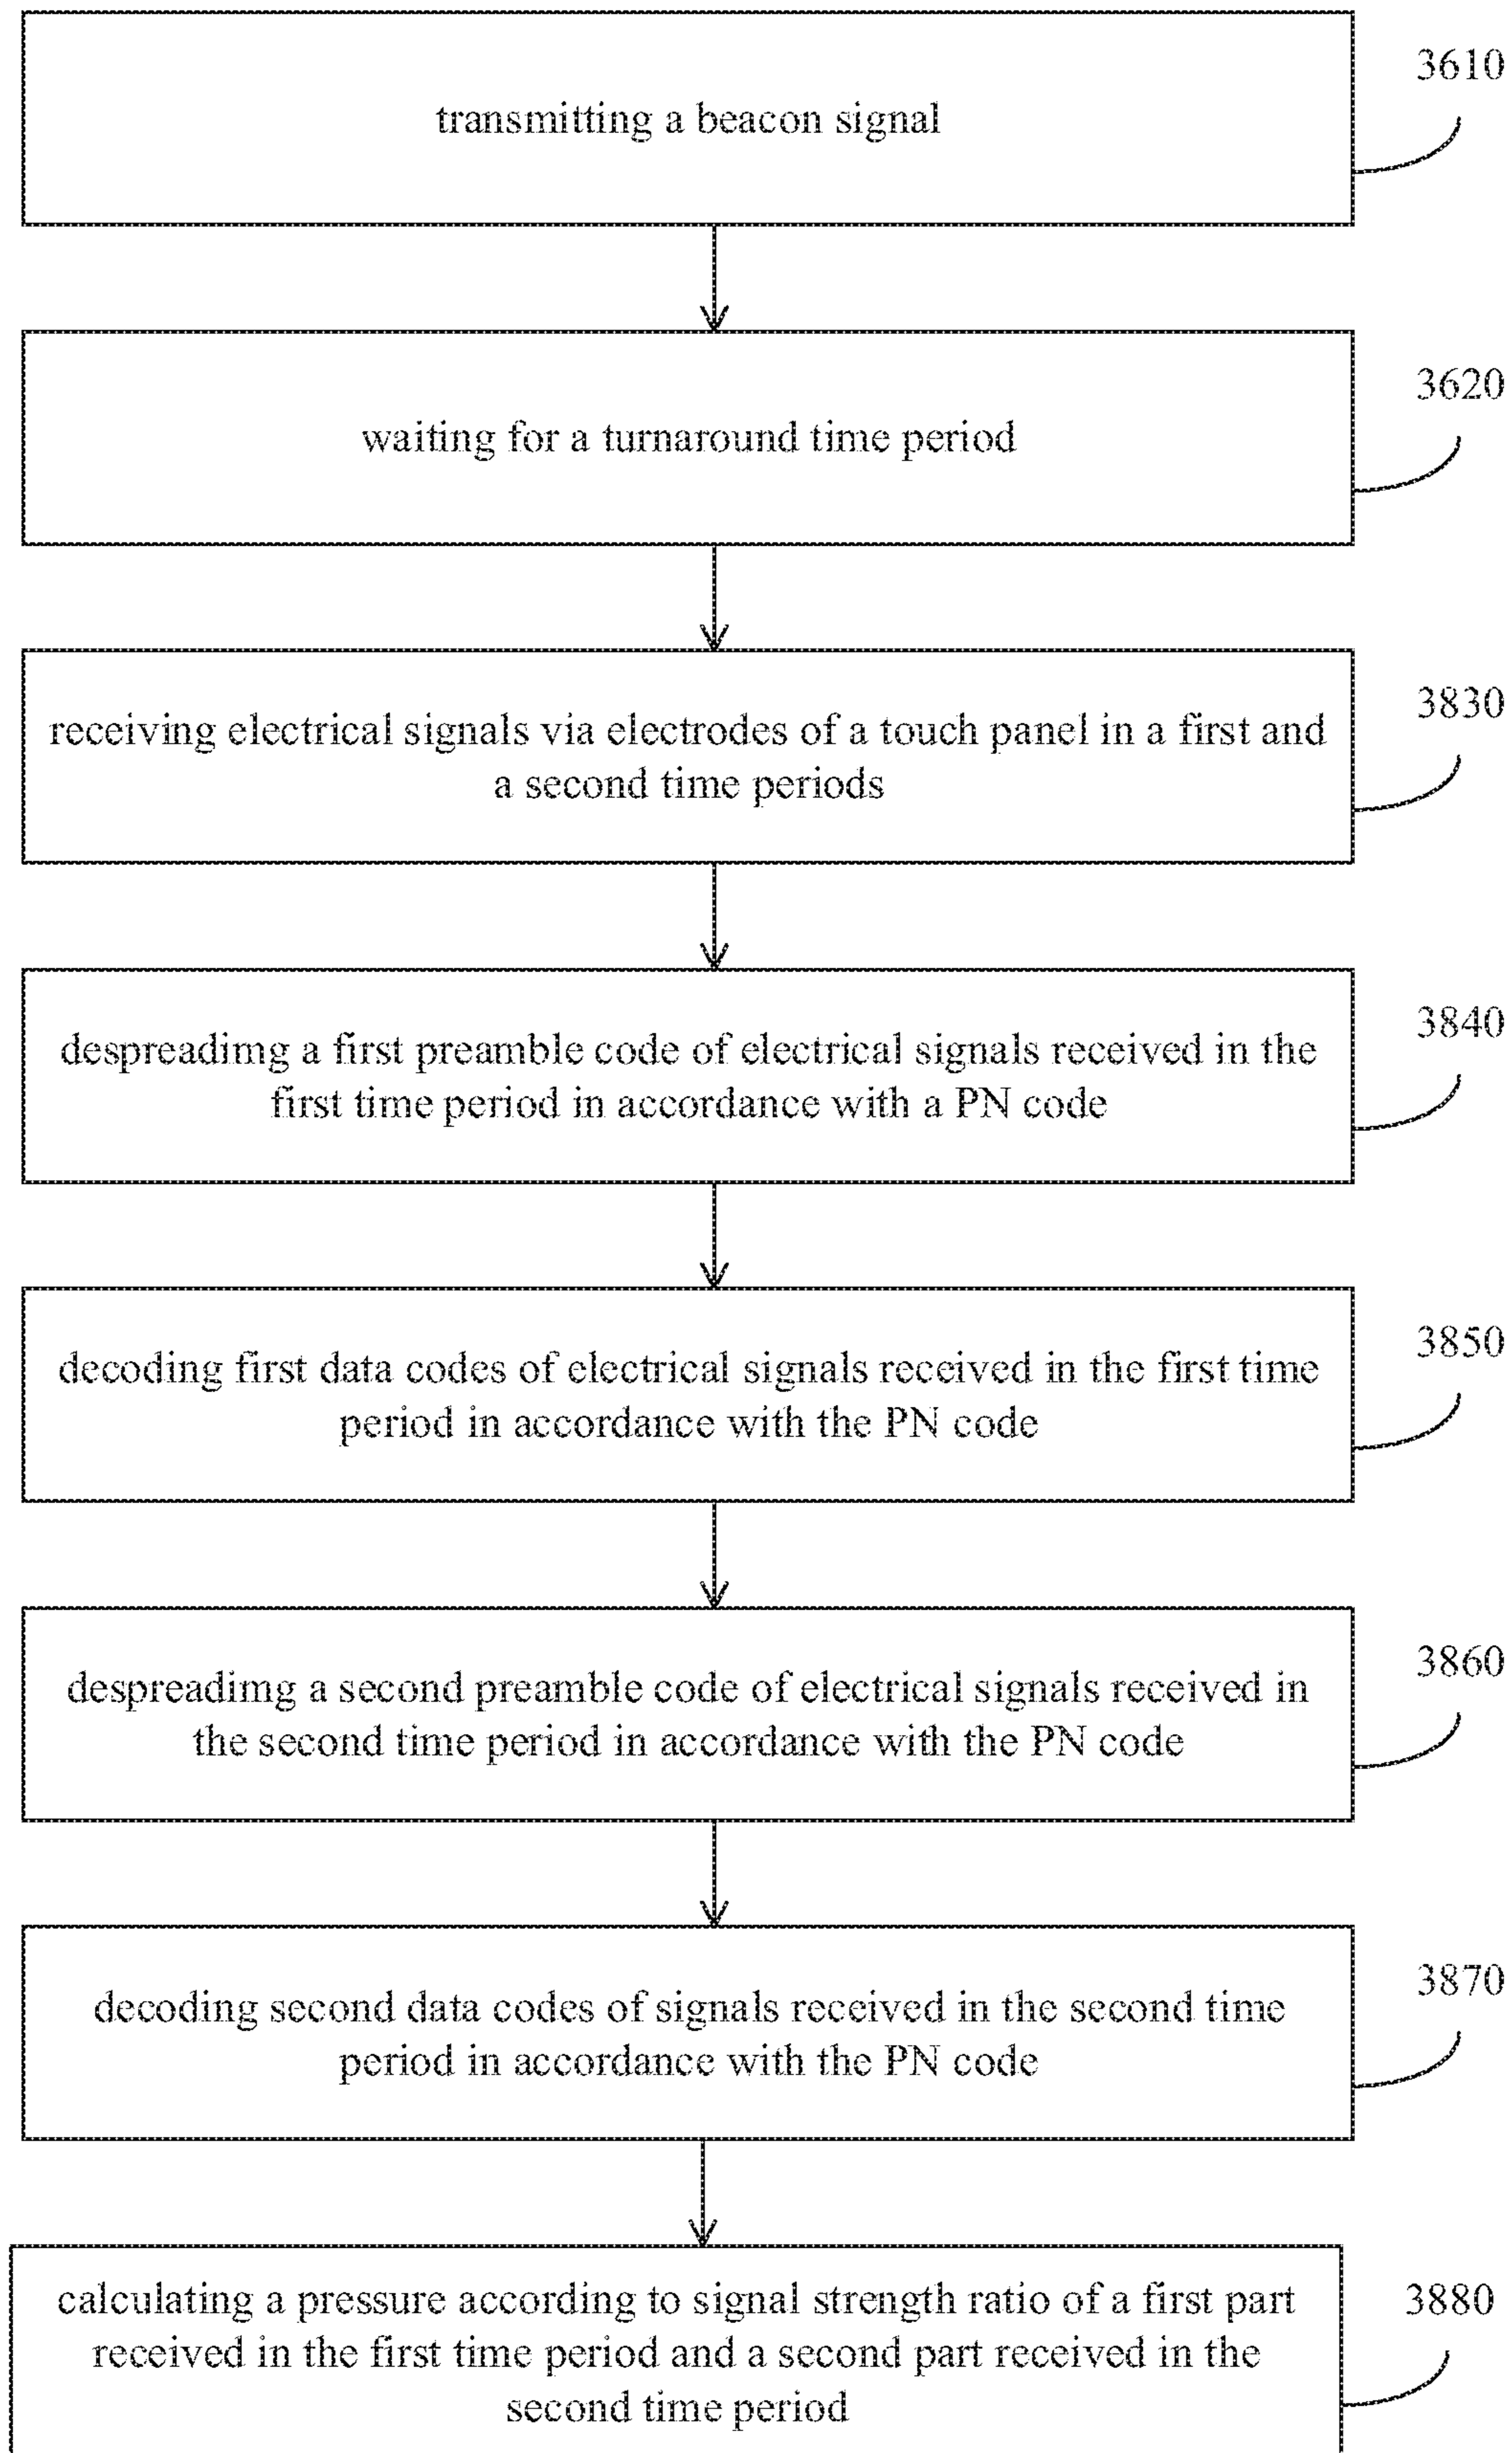 transmitting a beacon signal
3610
waiting for a turnaround time period
3620
receiving electrical signals via electrodes of a touch panel in a first and
a second time periods
3830
despreadimg a first preamble code of electrical signals received in the
first time period in accordance with a PN code
3840
decoding first data codes of electrical signals received in the first time
period in accordance with the PN code
3850
despreadimg a second preamble code of electrical signals received in
the second time period in accordance with the PN code
3860
decoding second data codes of signals received in the second time
period in accordance with the PN code
3870
calculating a pressure according to signal strength ratio of a first part
received in the first time period and a second part received in the
second time period
3880